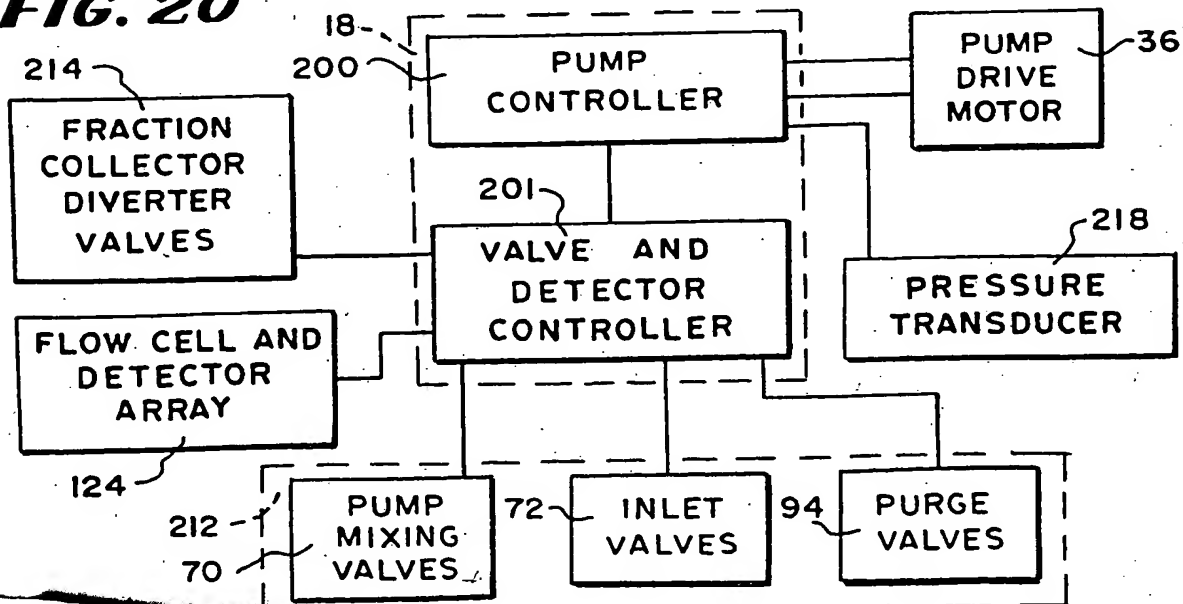 FIG. 20
18
200
PUMP
CONTROLLER
PUMP
DRIVE
MOTOR
36
214
FRACTION
COLLECTOR
DIVERTER
VALVES
201
VALVE AND
DETECTOR
CONTROLLER
218
PRESSURE
TRANSDUCER
FLOW CELL AND
DETECTOR
ARRAY
124
212
PUMP
MIXING
VALVES
70
72
INLET
VALVES
94
PURGE
VALVES